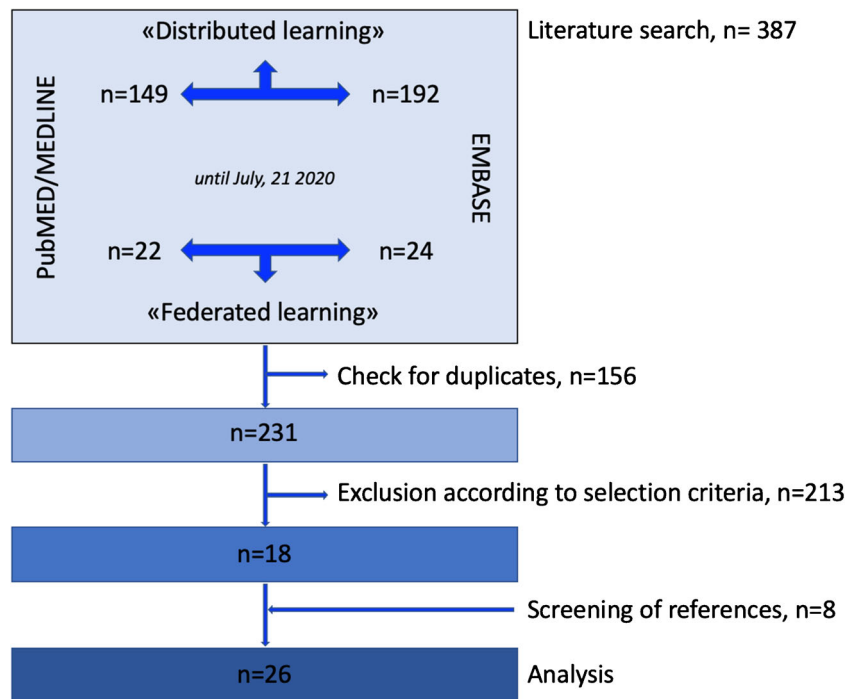 «Distributed learning»
Literature search, n= 387
PubMED/MEDLINE
n=149
n=192
EMBASE
until July, 21 2020
n=22
n=24
«Federated learning»
Check for duplicates, n=156
n=231
Exclusion according to selection criteria, n=213
n=18
Screening of references, n=8
n=26
Analysis